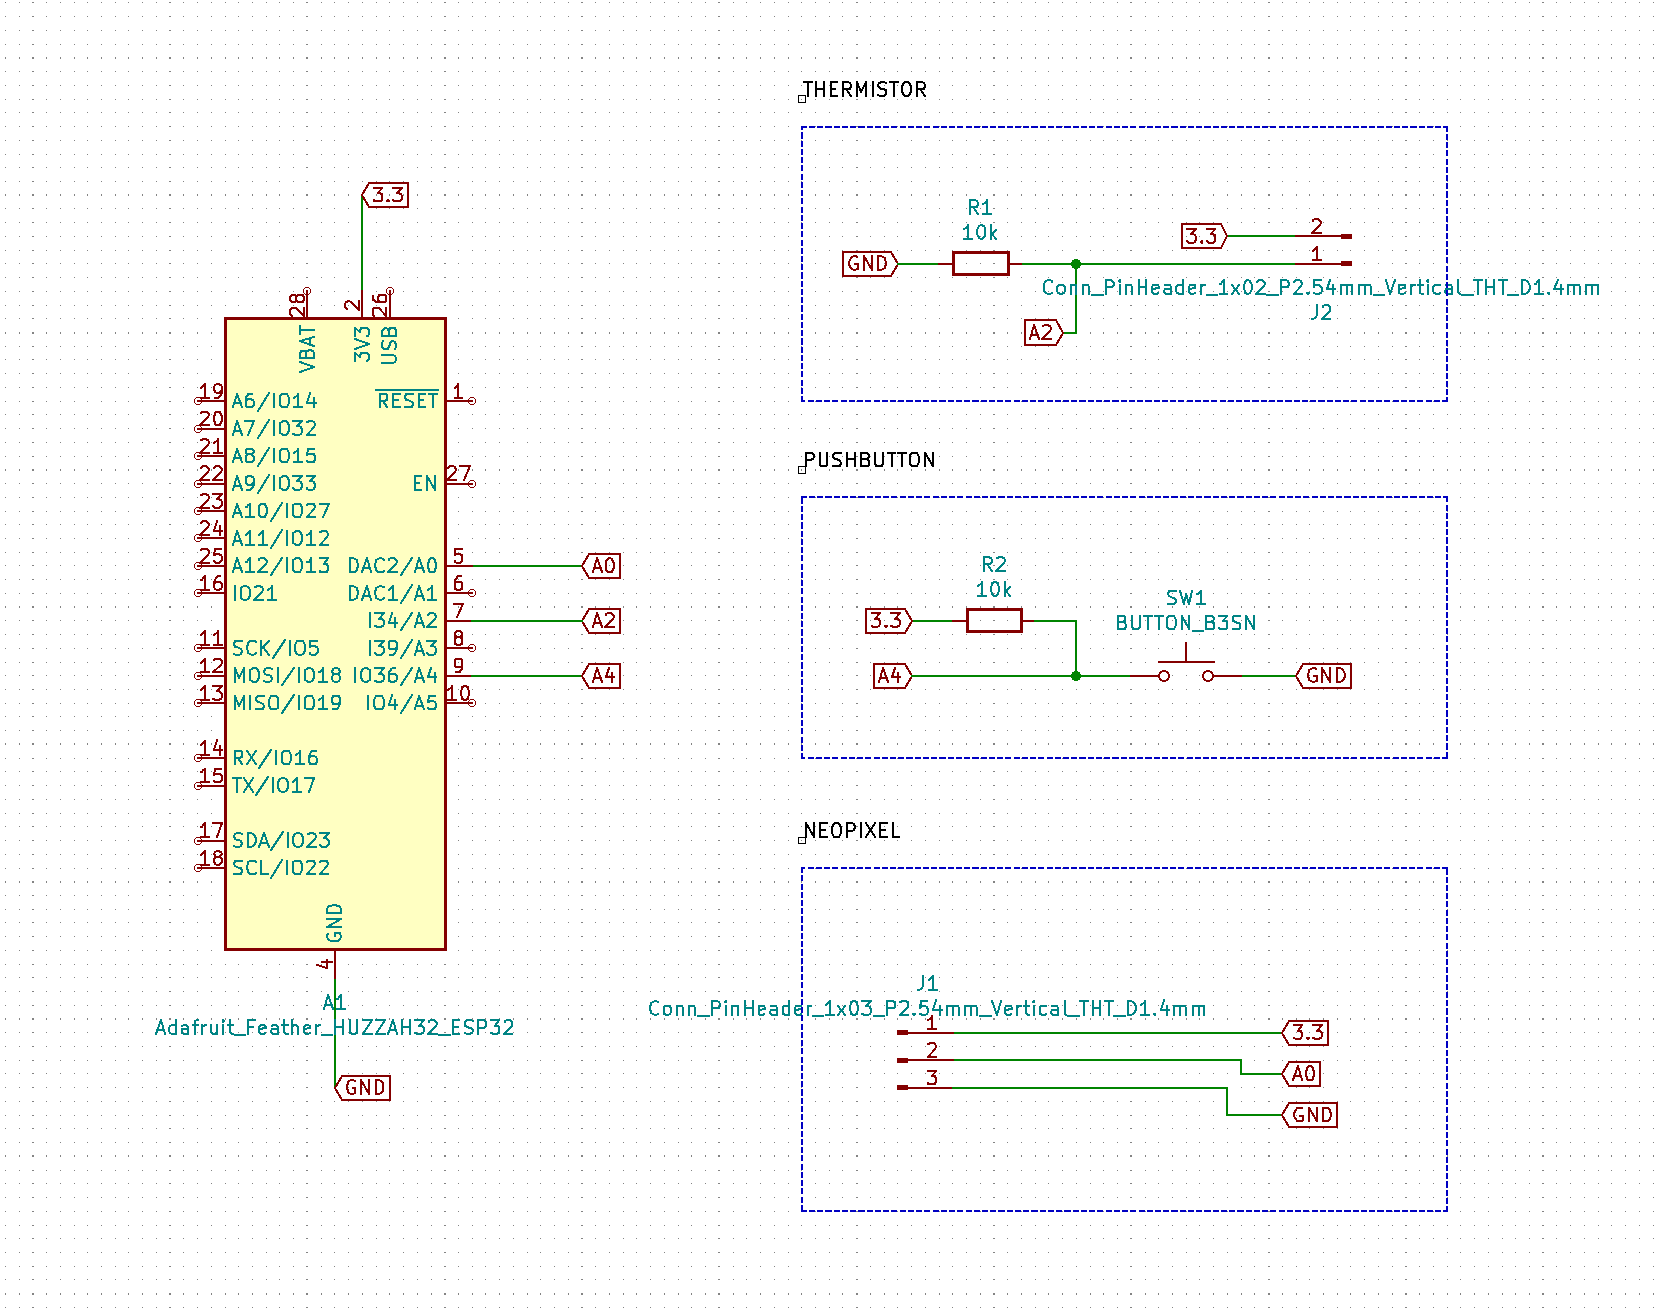 3.3
28
2
26
VBAT
3V3
USB
19
A6/IO14
RESET
1
20
A7/IO32
21
A8/IO15
22
A9/IO33
EN
27
23
A10/IO27
24
A11/IO12
25
A12/IO13
DAC2/A0
5
A0
16
IO21
DAC1/A1
6
I34/A2
7
A2
11
SCK/IO5
I39/A3
8
12
MOSI/IO18
IO36/A4
9
A4
13
MISO/IO19
IO4/A5
10
14
RX/IO16
15
TX/IO17
17
SDA/IO23
18
SCL/IO22
GND
4
A1
Adafruit_Feather_HUZZAH32_ESP32
GND
THERMISTOR
R1
10k
3.3
2
GND
1
Conn_PinHeader_1x02_P2.54mm_Vertical_THT_D1.4mm
J2
A2
PUSHBUTTON
R2
10k
SW1
BUTTON_B3SN
3.3
A4
GND
NEOPIXEL
J1
Conn_PinHeader_1x03_P2.54mm_Vertical_THT_D1.4mm
1
3.3
2
A0
3
GND